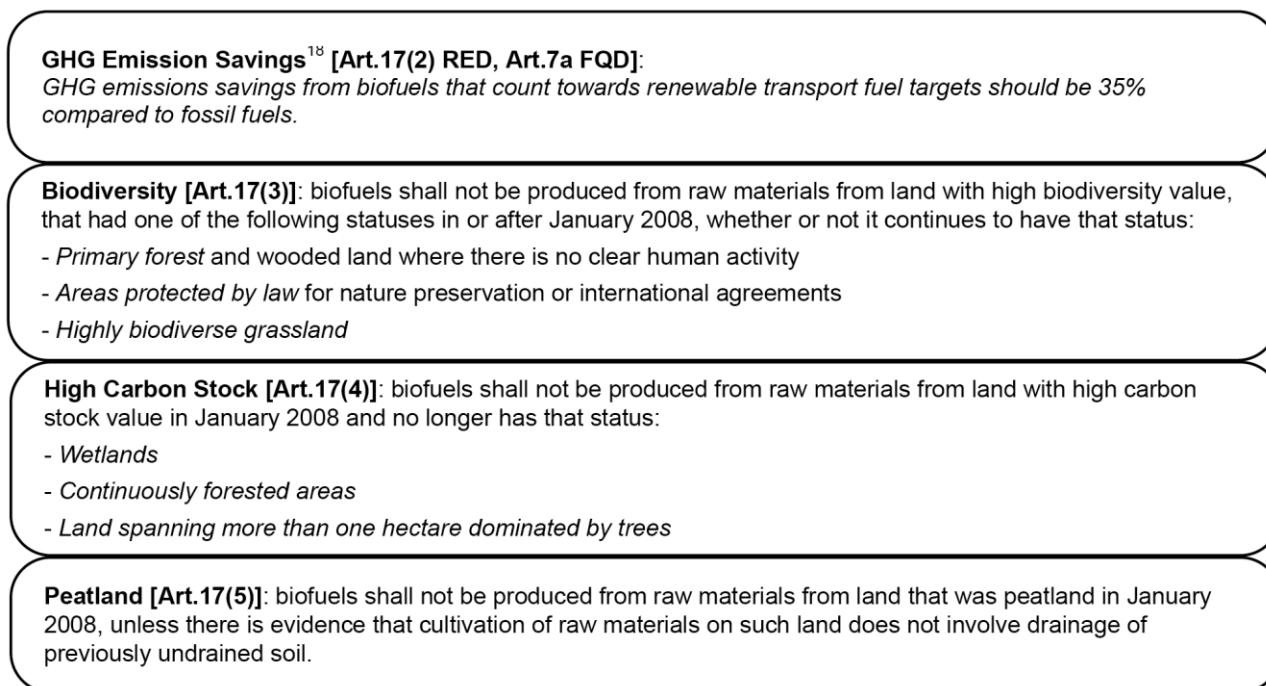 GHG Emission Savings18 [Art.17(2) RED, Art.7a FQD]:
GHG emissions savings from biofuels that count towards renewable transport fuel targets should be 35%
compared to fossil fuels.
Biodiversity [Art.17(3)]: biofuels shall not be produced from raw materials from land with high biodiversity value,
that had one of the following statuses in or after January 2008, whether or not it continues to have that status:
- Primary forest and wooded land where there is no clear human activity
- Areas protected by law for nature preservation or international agreements
- Highly biodiverse grassland
High Carbon Stock [Art.17(4)]: biofuels shall not be produced from raw materials from land with high carbon
stock value in January 2008 and no longer has that status:
- Wetlands
- Continuously forested areas
- Land spanning more than one hectare dominated by trees
Peatland [Art.17(5)]: biofuels shall not be produced from raw materials from land that was peatland in January
2008, unless there is evidence that cultivation of raw materials on such land does not involve drainage of
previously undrained soil.